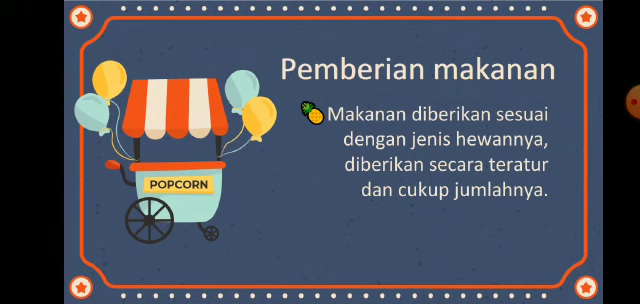 Pemberian makanan
Makanan diberikan sesuai
dengan jenis hewannya,
diberikan secara teratur
dan cukup jumlahnya.
POPCORN